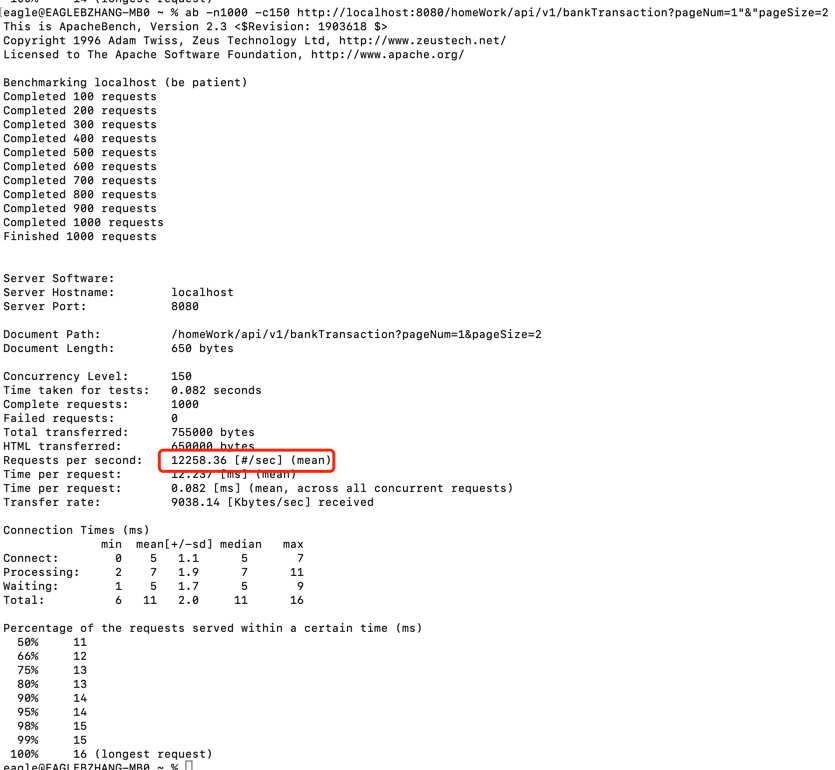 100% 14 (longest request)
eagle@EAGLEBZHANG-MB0 ~ % ab -n1000 -c150 http://localhost:8080/homeWork/api/v1/bankTransaction?pageNum=1"&"pageSize=2
This is ApacheBench, Version 2.3 <$Revision: 1903618 $>
Copyright 1996 Adam Twiss, Zeus Technology Ltd, http://www.zeustech.net/
Licensed to The Apache Software Foundation, http://www.apache.org/

Benchmarking localhost (be patient)
Completed 100 requests
Completed 200 requests
Completed 300 requests
Completed 400 requests
Completed 500 requests
Completed 600 requests
Completed 700 requests
Completed 800 requests
Completed 900 requests
Completed 1000 requests
Finished 1000 requests

Server Software:
Server Hostname:        localhost
Server Port:            8080

Document Path:          /homeWork/api/v1/bankTransaction?pageNum=1&pageSize=2
Document Length:        650 bytes

Concurrency Level:      150
Time taken for tests:   0.082 seconds
Complete requests:      1000
Failed requests:        0
Total transferred:      755000 bytes
HTML transferred:       650000 bytes
Requests per second:    12258.36 [#/sec] (mean)
Time per request:       12.237 [ms] (mean)
Time per request:       0.082 [ms] (mean, across all concurrent requests)
Transfer rate:          9038.14 [Kbytes/sec] received

Connection Times (ms)
              min  mean[+/-sd] median   max
Connect:        0    5   1.1      5       7
Processing:     2    7   1.9      7      11
Waiting:        1    5   1.7      5       9
Total:          6   11   2.0     11      16

Percentage of the requests served within a certain time (ms)
  50%     11
  66%     12
  75%     13
  80%     13
  90%     14
  95%     14
  98%     15
  99%     15
 100%     16 (longest request)
eagle@EAGLEBZHANG-MB0 ~ %